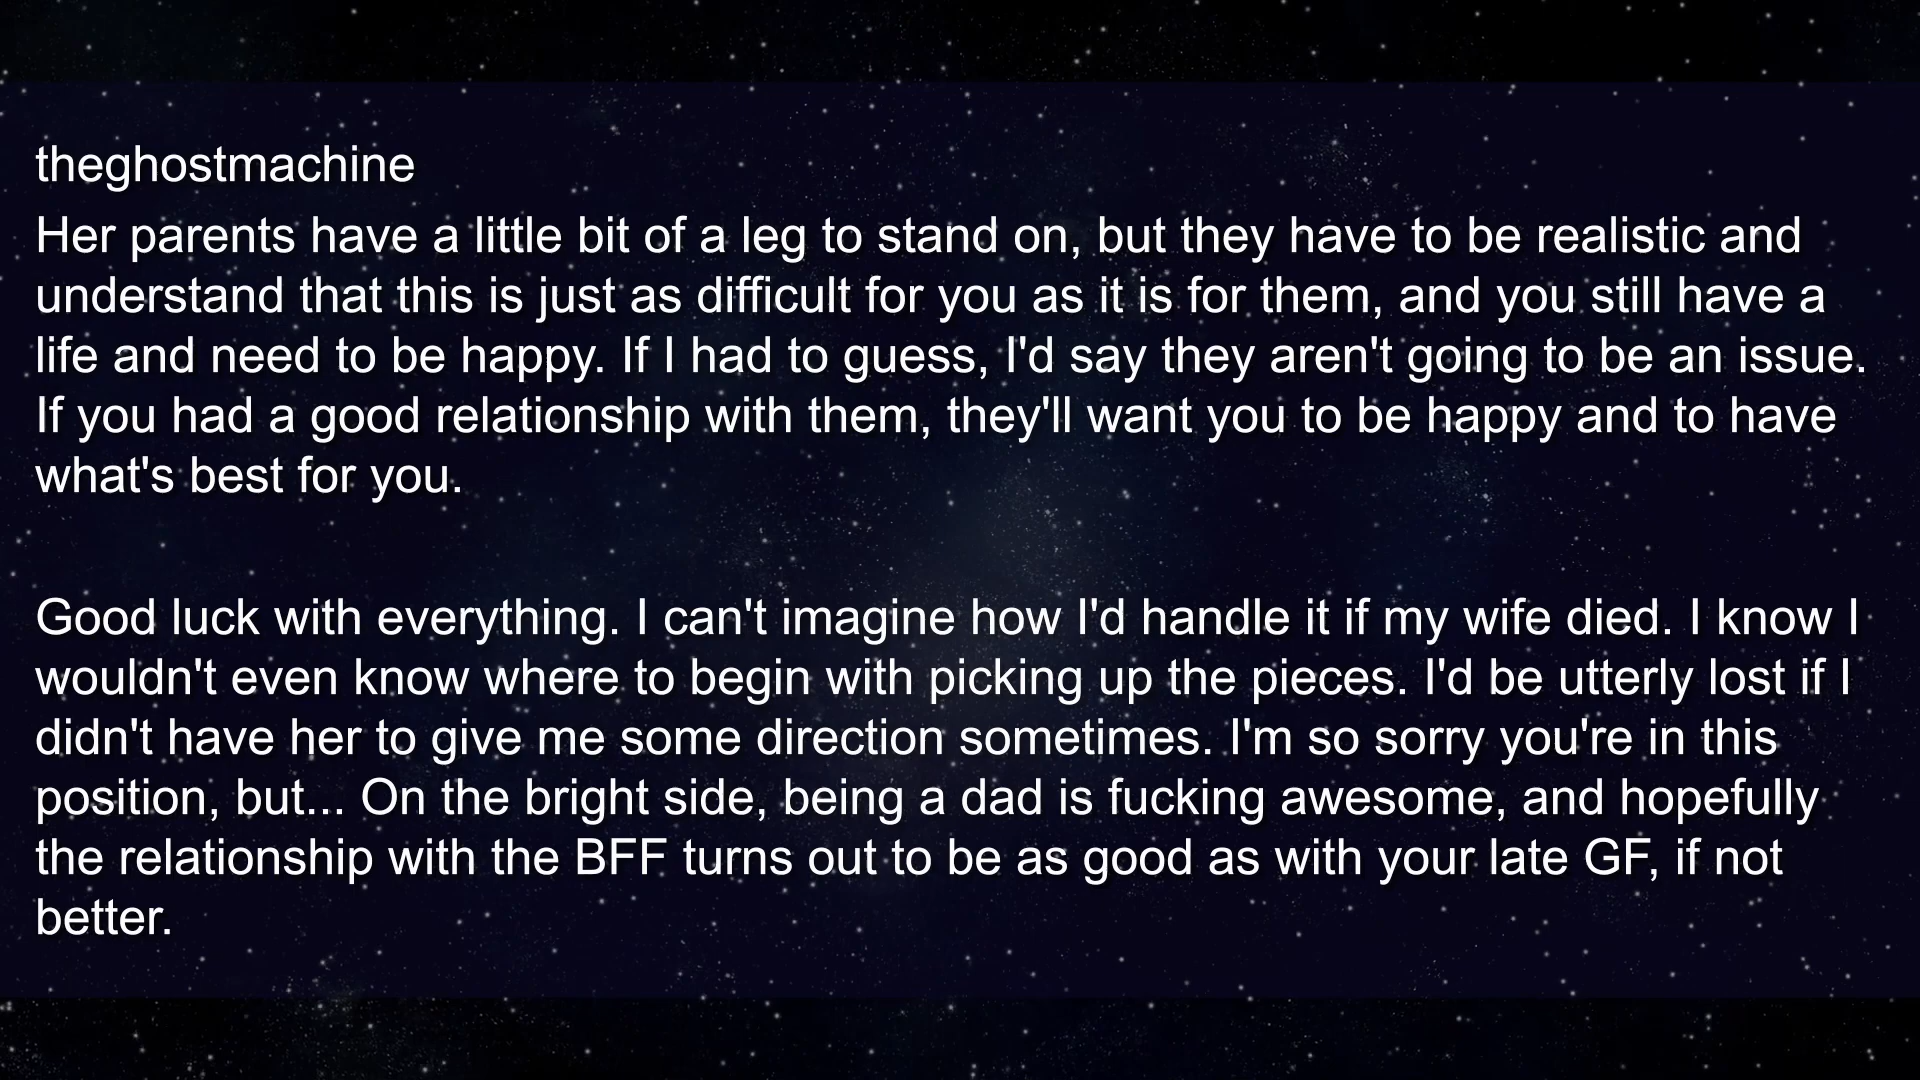 theghostmachine
Her parents have a little bit of a leg to stand on, but they have to be realistic and
understand that this is just as difficult for you as it is for them, and you still have a
life and need to be happy. If I had to guess, I'd say they aren't going to be an issue.
If you had a good relationship with them, they'll want you to be happy and to have
what's best for you.
Good luck with everything. I can't imagine how I'd handle it if my wife died. I know I
wouldn't even know where to begin with picking up the pieces. I'd be utterly lost if I
didn't have her to give me some direction sometimes. I'm so sorry you're in this
position, but... On the bright side, being a dad is fucking awesome, and hopefully
the relationship with the BFF turns out to be as good as with your late GF, if not
better.